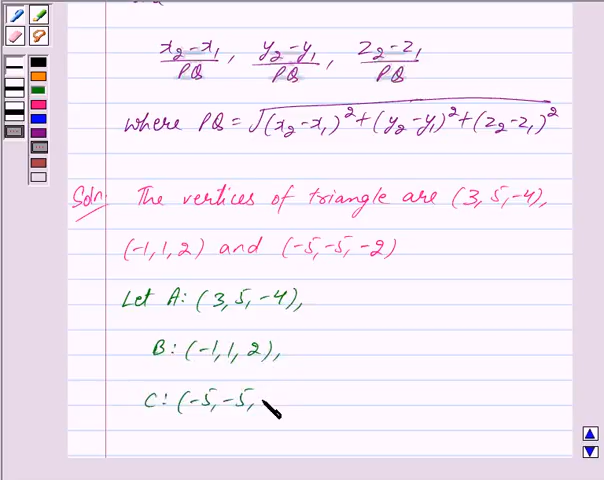 x₂-x₁/PQ, y₂-y₁/PQ, z₂-z₁/PQ
where PQ = √(x₂-x₁)²+(y₂-y₁)²+(z₂-z₁)²
Soln: The vertices of triangle are (3, 5, -4),
(-1, 1, 2) and (-5, -5, -2)
Let A: (3, 5, -4),
B: (-1, 1, 2),
C: (-5, -5,